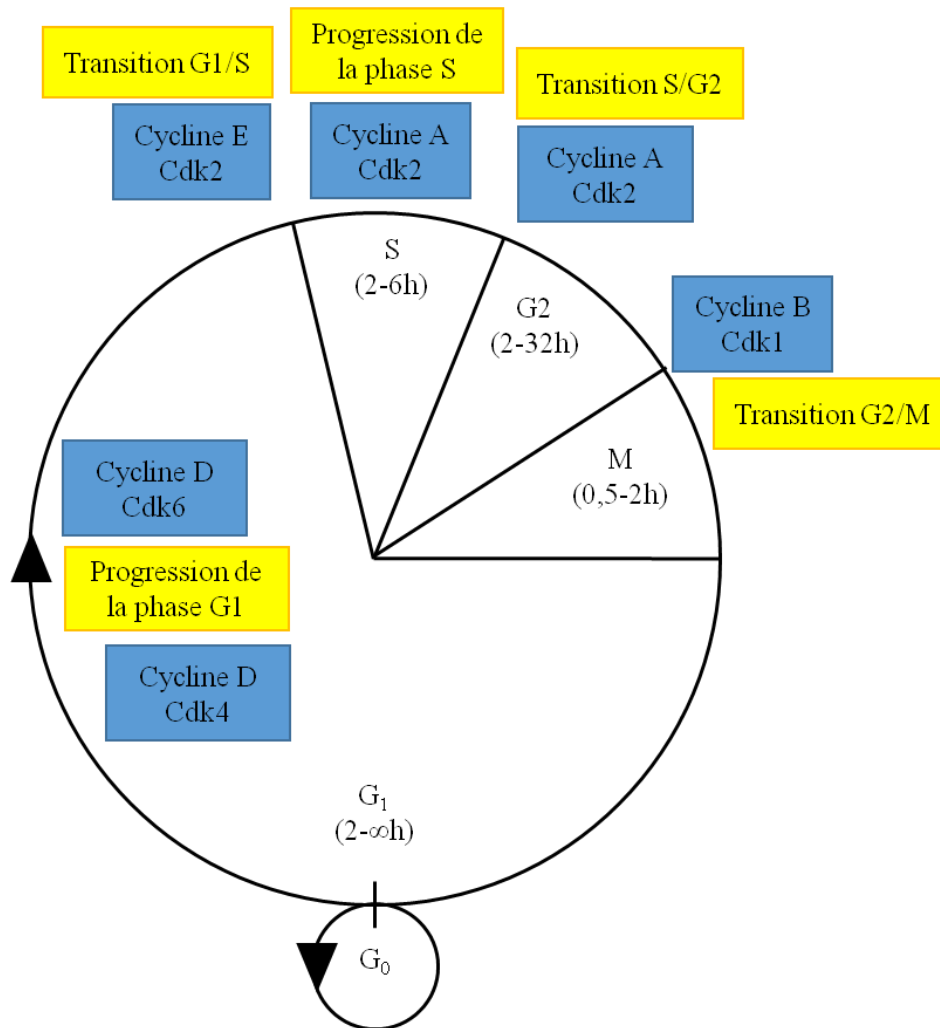 Transition G1/S
Progression de
la phase S
Transition S/G2
Cycline E
Cdk2
Cycline A
Cdk2
Cycline A
Cdk2
S
(2-6h)
G2
(2-32h)
Cycline B
Cdk1
Transition G2/M
M
(0,5-2h)
Cycline D
Cdk6
Progression de
la phase G1
Cycline D
Cdk4
G₁
(2-∞h)
G₀